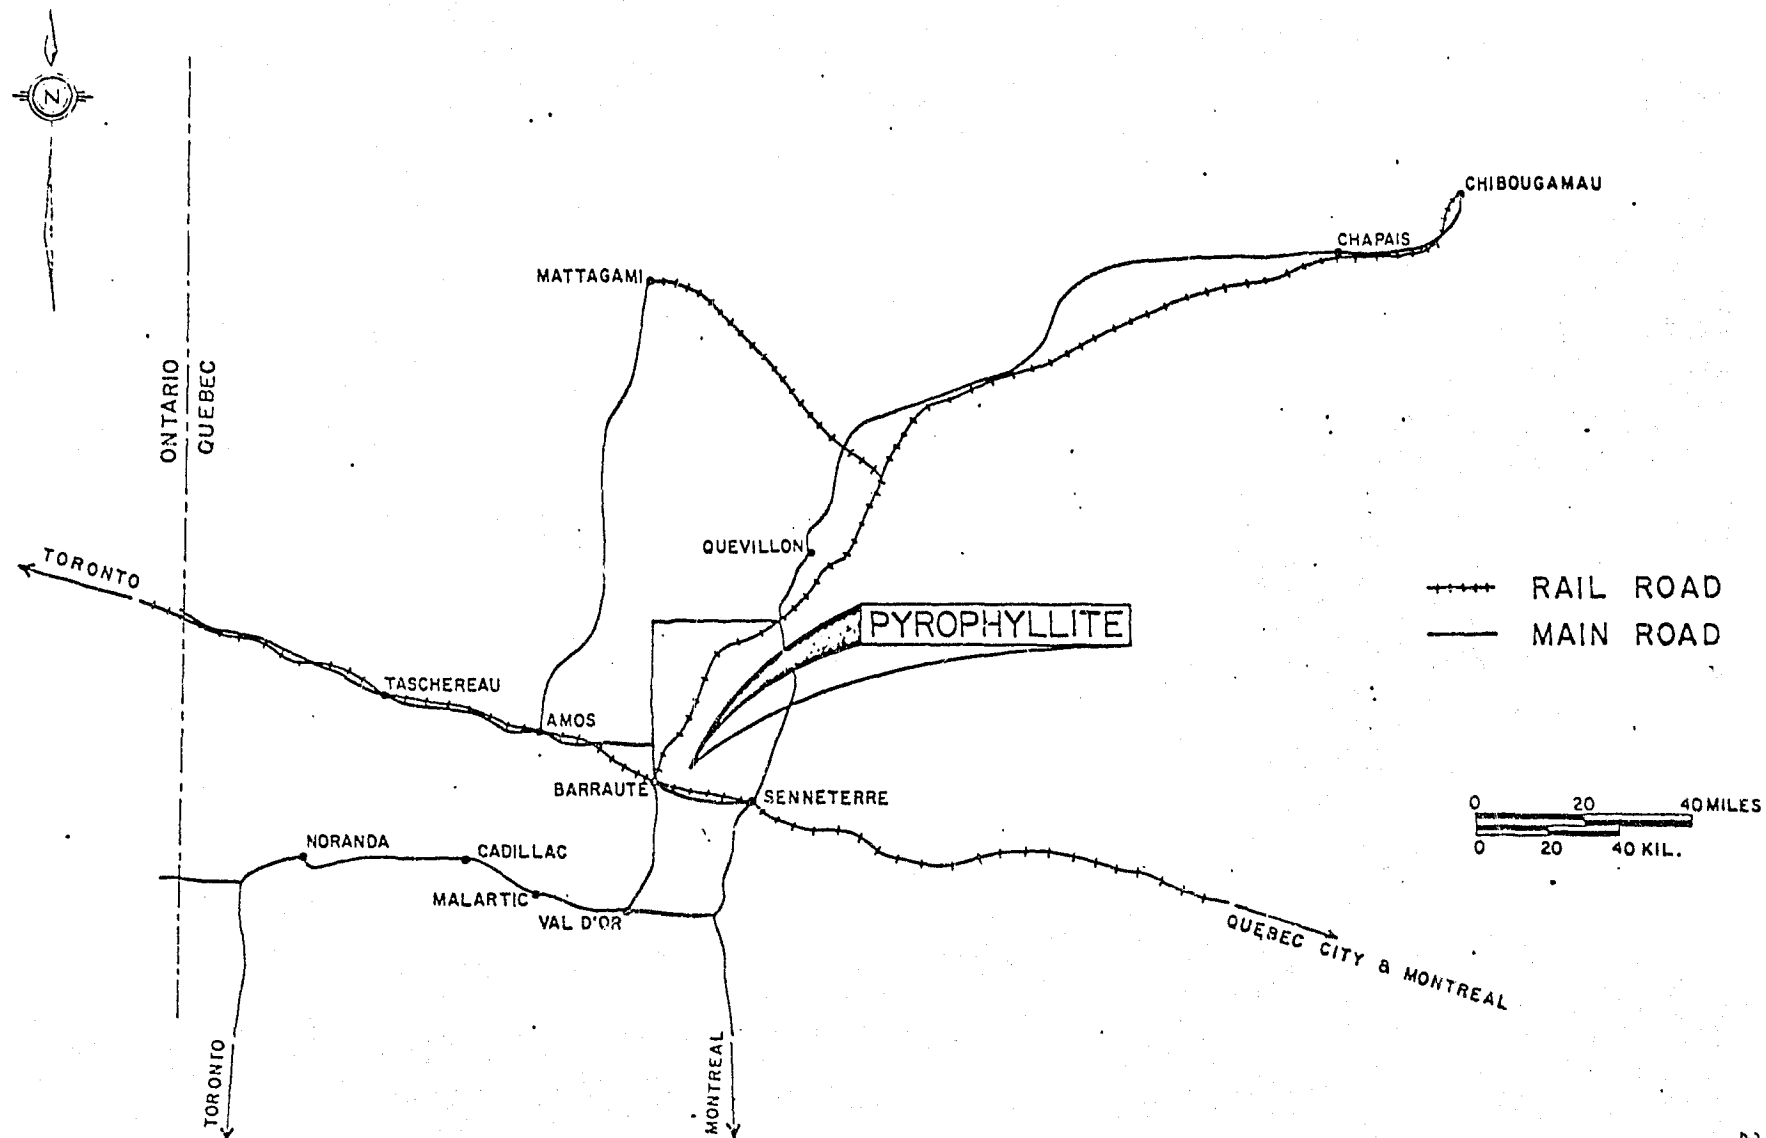 N
CHIBOUGAMAU
CHAPAIS
MATTAGAMI
ONTARIO
QUEBEC
QUEVILLON
TORONTO
PYROPHYLLITE
RAIL ROAD
MAIN ROAD
TASCHEREAU
AMOS
BARRAUTE
SENNETERRE
0 20 40 MILES
0 20 40 KIL.
NORANDA
CADILLAC
MALARTIC
VAL D'OR
QUEBEC CITY & MONTREAL
TORONTO
MONTREAL